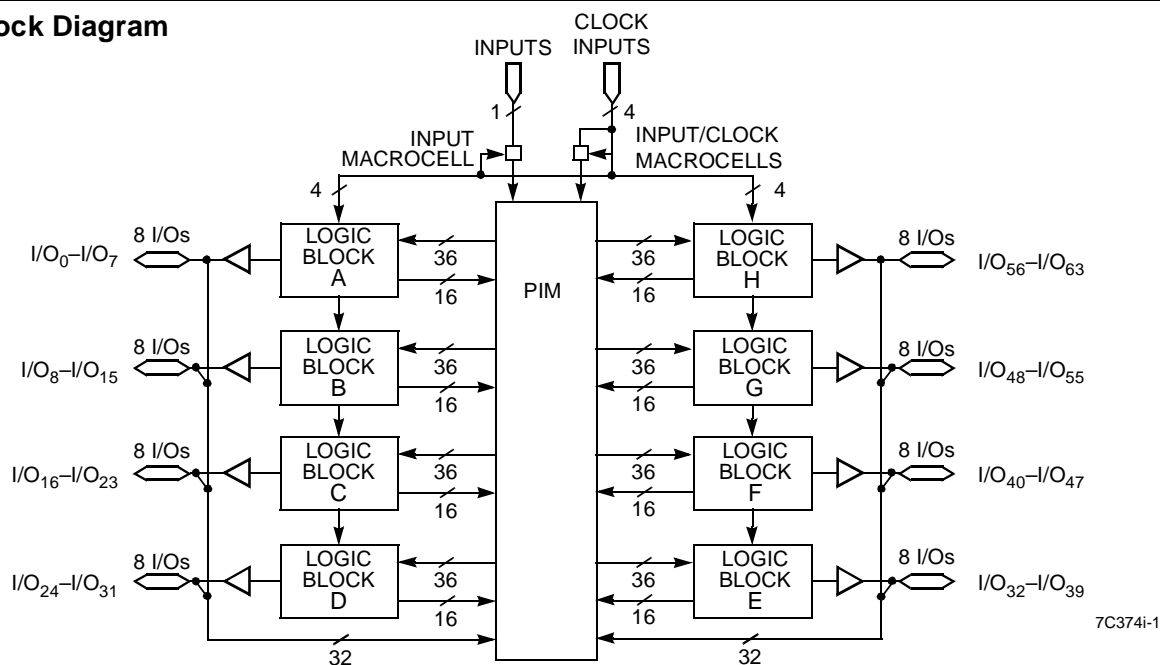 ock Diagram
CLOCK
INPUTS
INPUTS
1
4
INPUT
MACROCELL
INPUT/CLOCK
MACROCELLS
4
4
8 I/Os
LOGIC
BLOCK
A
36
16
PIM
36
16
LOGIC
BLOCK
H
8 I/Os
I/O0–I/O7
I/O56–I/O63
8 I/Os
LOGIC
BLOCK
B
36
16
36
16
LOGIC
BLOCK
G
8 I/Os
I/O8–I/O15
I/O48–I/O55
8 I/Os
LOGIC
BLOCK
C
36
16
36
16
LOGIC
BLOCK
F
8 I/Os
I/O16–I/O23
I/O40–I/O47
8 I/Os
LOGIC
BLOCK
D
36
16
36
16
LOGIC
BLOCK
E
8 I/Os
I/O24–I/O31
I/O32–I/O39
7C374i-1
32
32